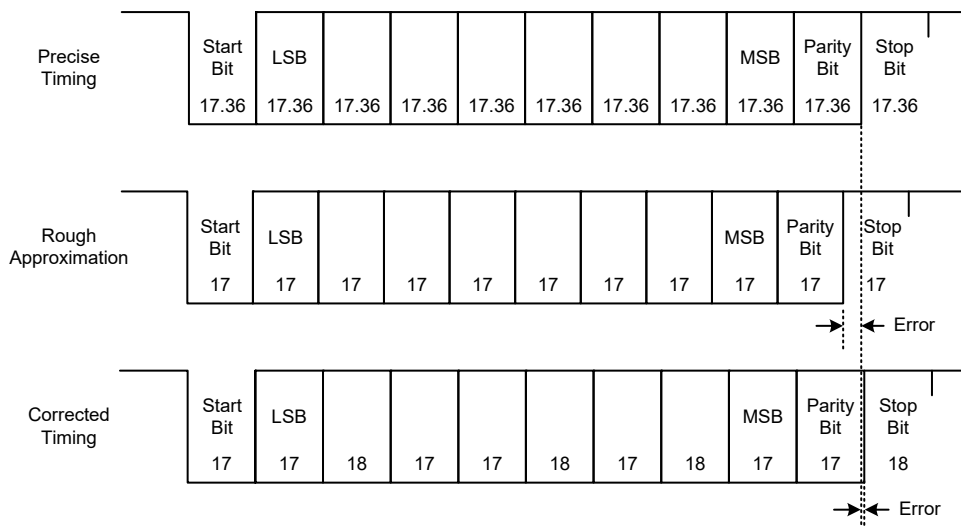 Precise
Timing
Start
Bit
LSB
MSB
Parity
Bit
Stop
Bit
17.36 17.36 17.36 17.36 17.36 17.36 17.36 17.36 17.36 17.36 17.36
Rough
Approximation
Start
Bit
LSB
MSB
Parity
Bit
Stop
Bit
17 17 17 17 17 17 17 17 17 17 17
Error
Corrected
Timing
Start
Bit
LSB
MSB
Parity
Bit
Stop
Bit
17 17 18 17 17 18 17 18 17 17 18
Error